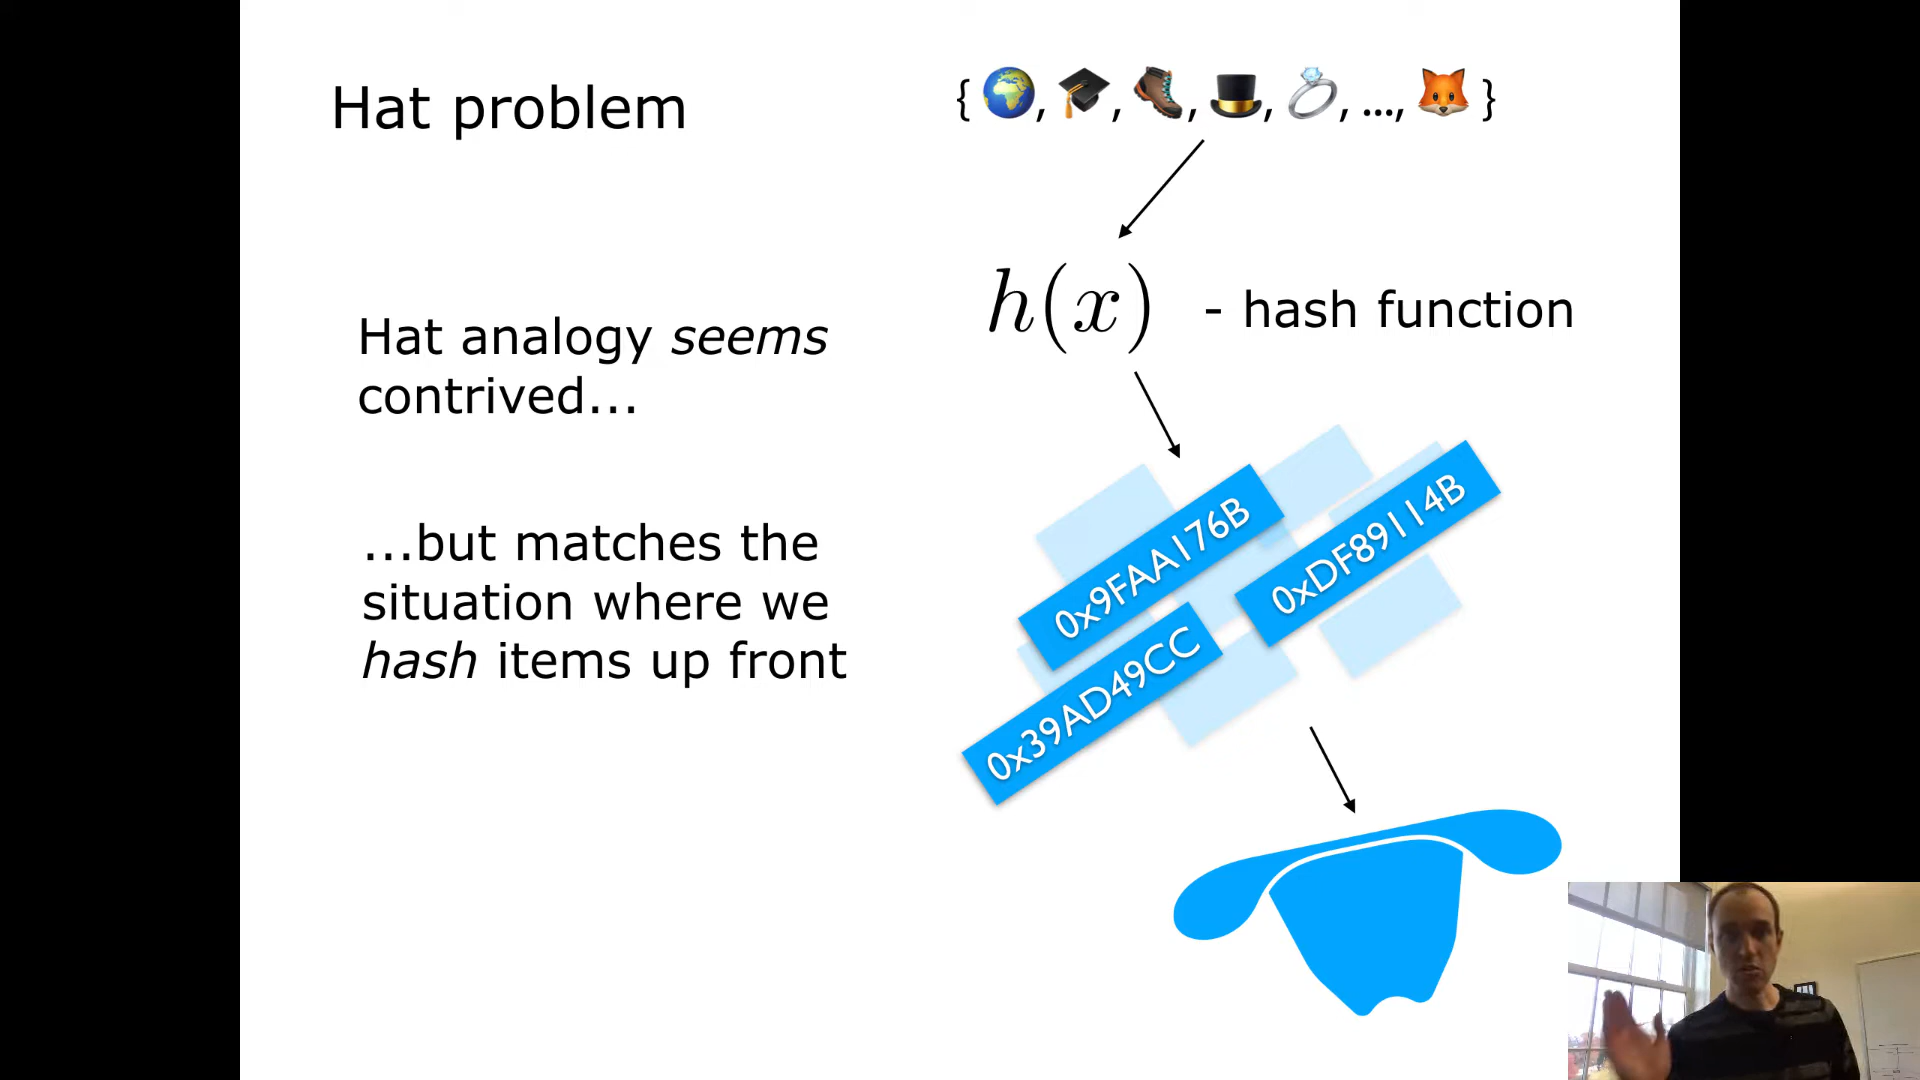 Hat problem
{ , , , , , ..., }
h(x) - hash function
Hat analogy seems
contrived...
...but matches the
situation where we
hash items up front
0x9FAA176B
0xDF89114B
0x39AD49CC